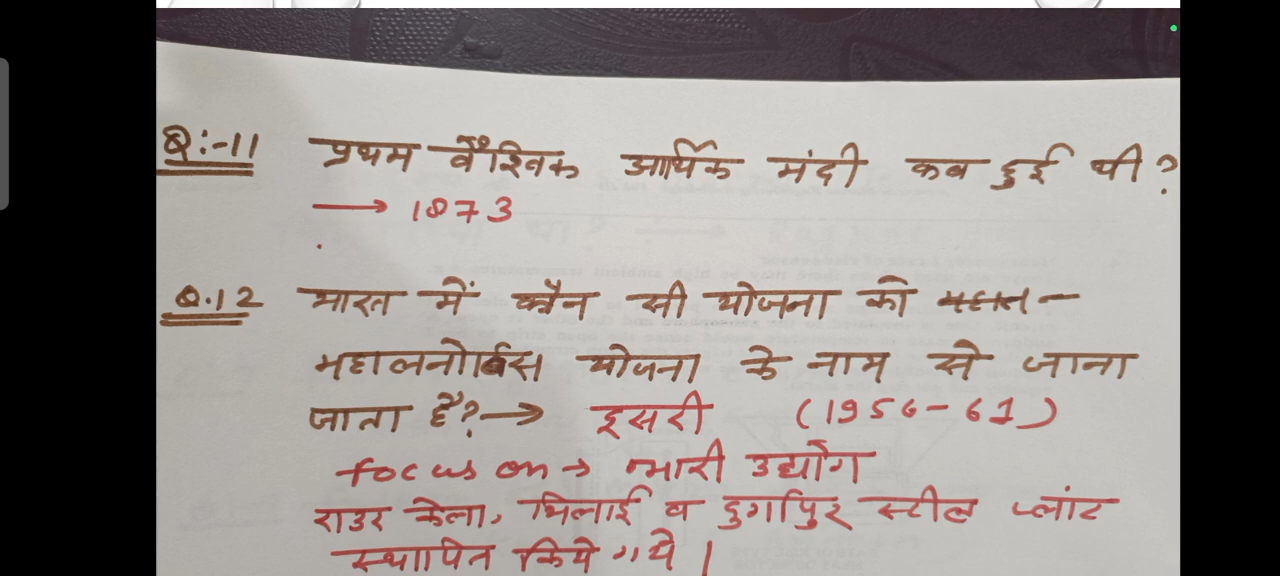 Q:-11 प्रथम वैश्विक आर्थिक मंदी कब हुई थी?
→ 1873
Q.12 भारत में कौन सी योजना को महान -
महालनोबिस योजना के नाम से जाना
जाता है? → दुसरी (1956-61)
focus on → भारी उद्योग
राउर केला, भिलाई व दुर्गापुर स्टील प्लांट
स्थापित किये गये।